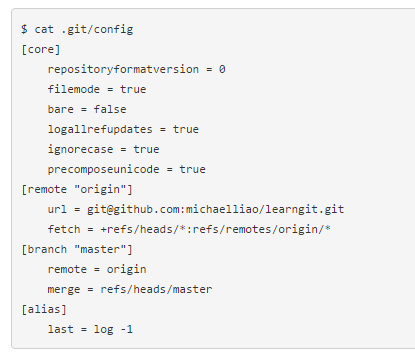 $ cat .git/config
[core]
    repositoryformatversion = 0
    filemode = true
    bare = false
    logallrefupdates = true
    ignorecase = true
    precomposeunicode = true
[remote "origin"]
    url = git@github.com:michaelliao/learngit.git
    fetch = +refs/heads/*:refs/remotes/origin/*
[branch "master"]
    remote = origin
    merge = refs/heads/master
[alias]
    last = log -1